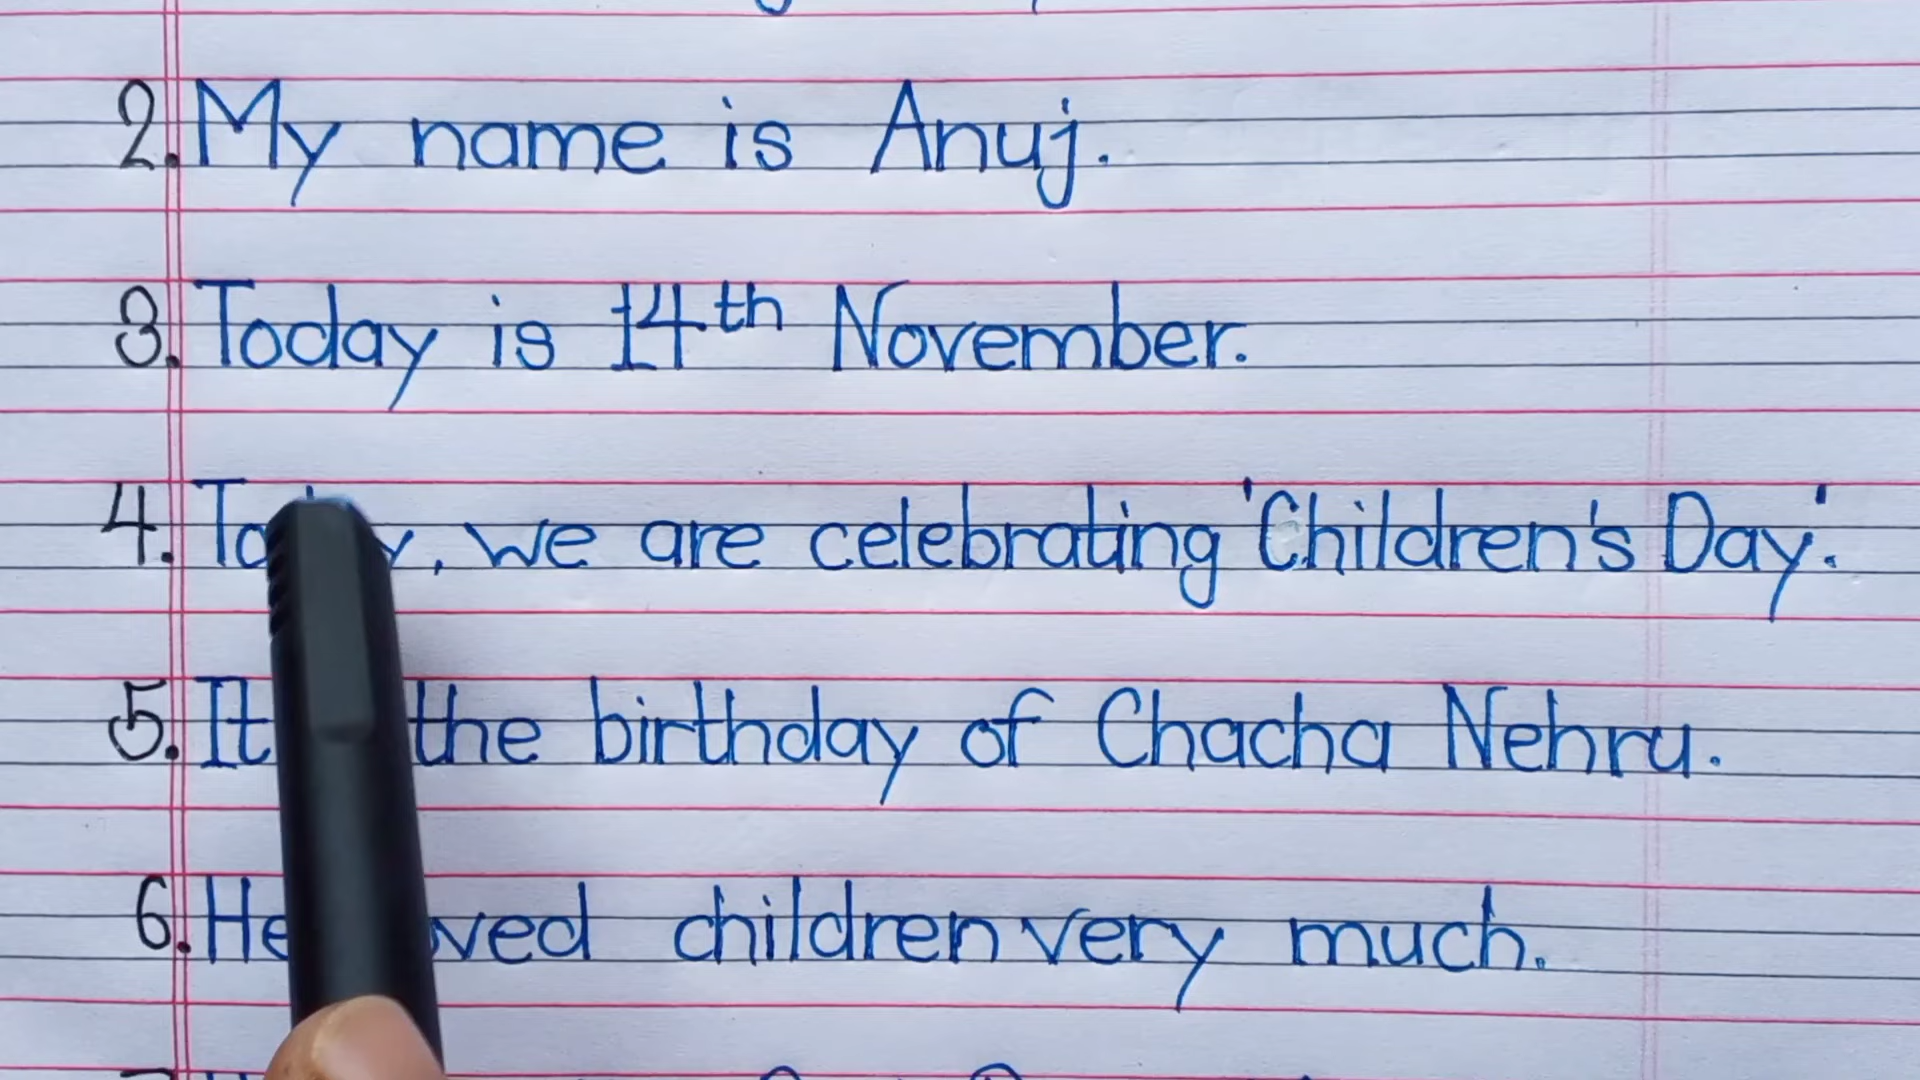 2. My name is Anuj.
3. Today is 14th November.
4. Today, we are celebrating 'Children's Day'.
5. It the birthday of Chacha Nehru.
6. He children very much.